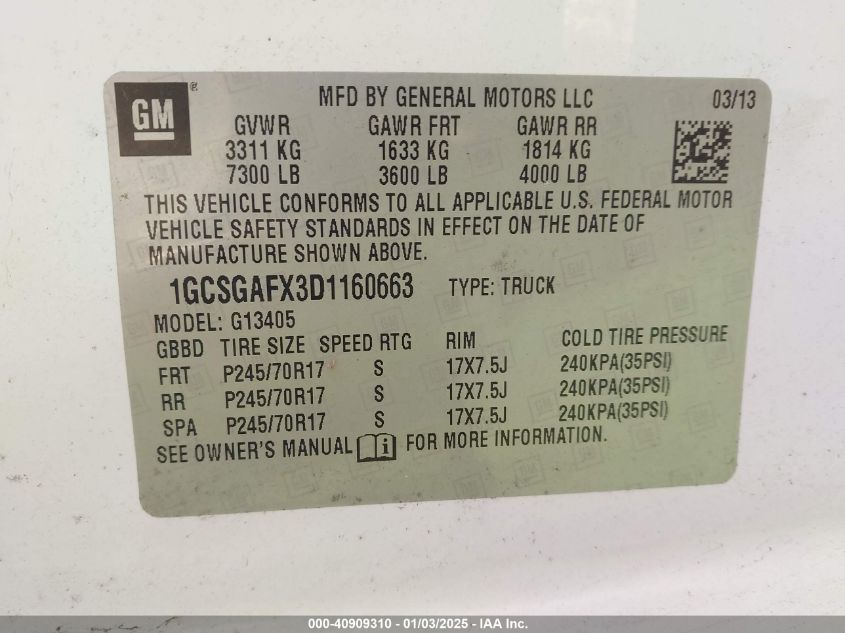 GM ®
MFD BY GENERAL MOTORS LLC 03/13
GVWR GAWR FRT GAWR RR
3311 KG 1633 KG 1814 KG
7300 LB 3600 LB 4000 LB
THIS VEHICLE CONFORMS TO ALL APPLICABLE U.S. FEDERAL MOTOR
VEHICLE SAFETY STANDARDS IN EFFECT ON THE DATE OF
MANUFACTURE SHOWN ABOVE.
1GCSGAFX3D1160663 TYPE: TRUCK
MODEL: G13405
GBBD TIRE SIZE SPEED RTG RIM COLD TIRE PRESSURE
FRT P245/70R17 S 17X7.5J 240KPA(35PSI)
RR P245/70R17 S 17X7.5J 240KPA(35PSI)
SPA P245/70R17 S 17X7.5J 240KPA(35PSI)
SEE OWNER'S MANUAL i FOR MORE INFORMATION.
000-40909310 - 01/03/2025 - IAA Inc.